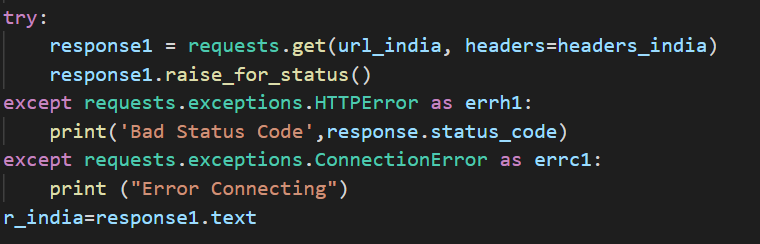 try:
    response1 = requests.get(url_india, headers=headers_india)
    response1.raise_for_status()
except requests.exceptions.HTTPError as errh1:
    print('Bad Status Code',response.status_code)
except requests.exceptions.ConnectionError as errc1:
    print ("Error Connecting")
r_india=response1.text